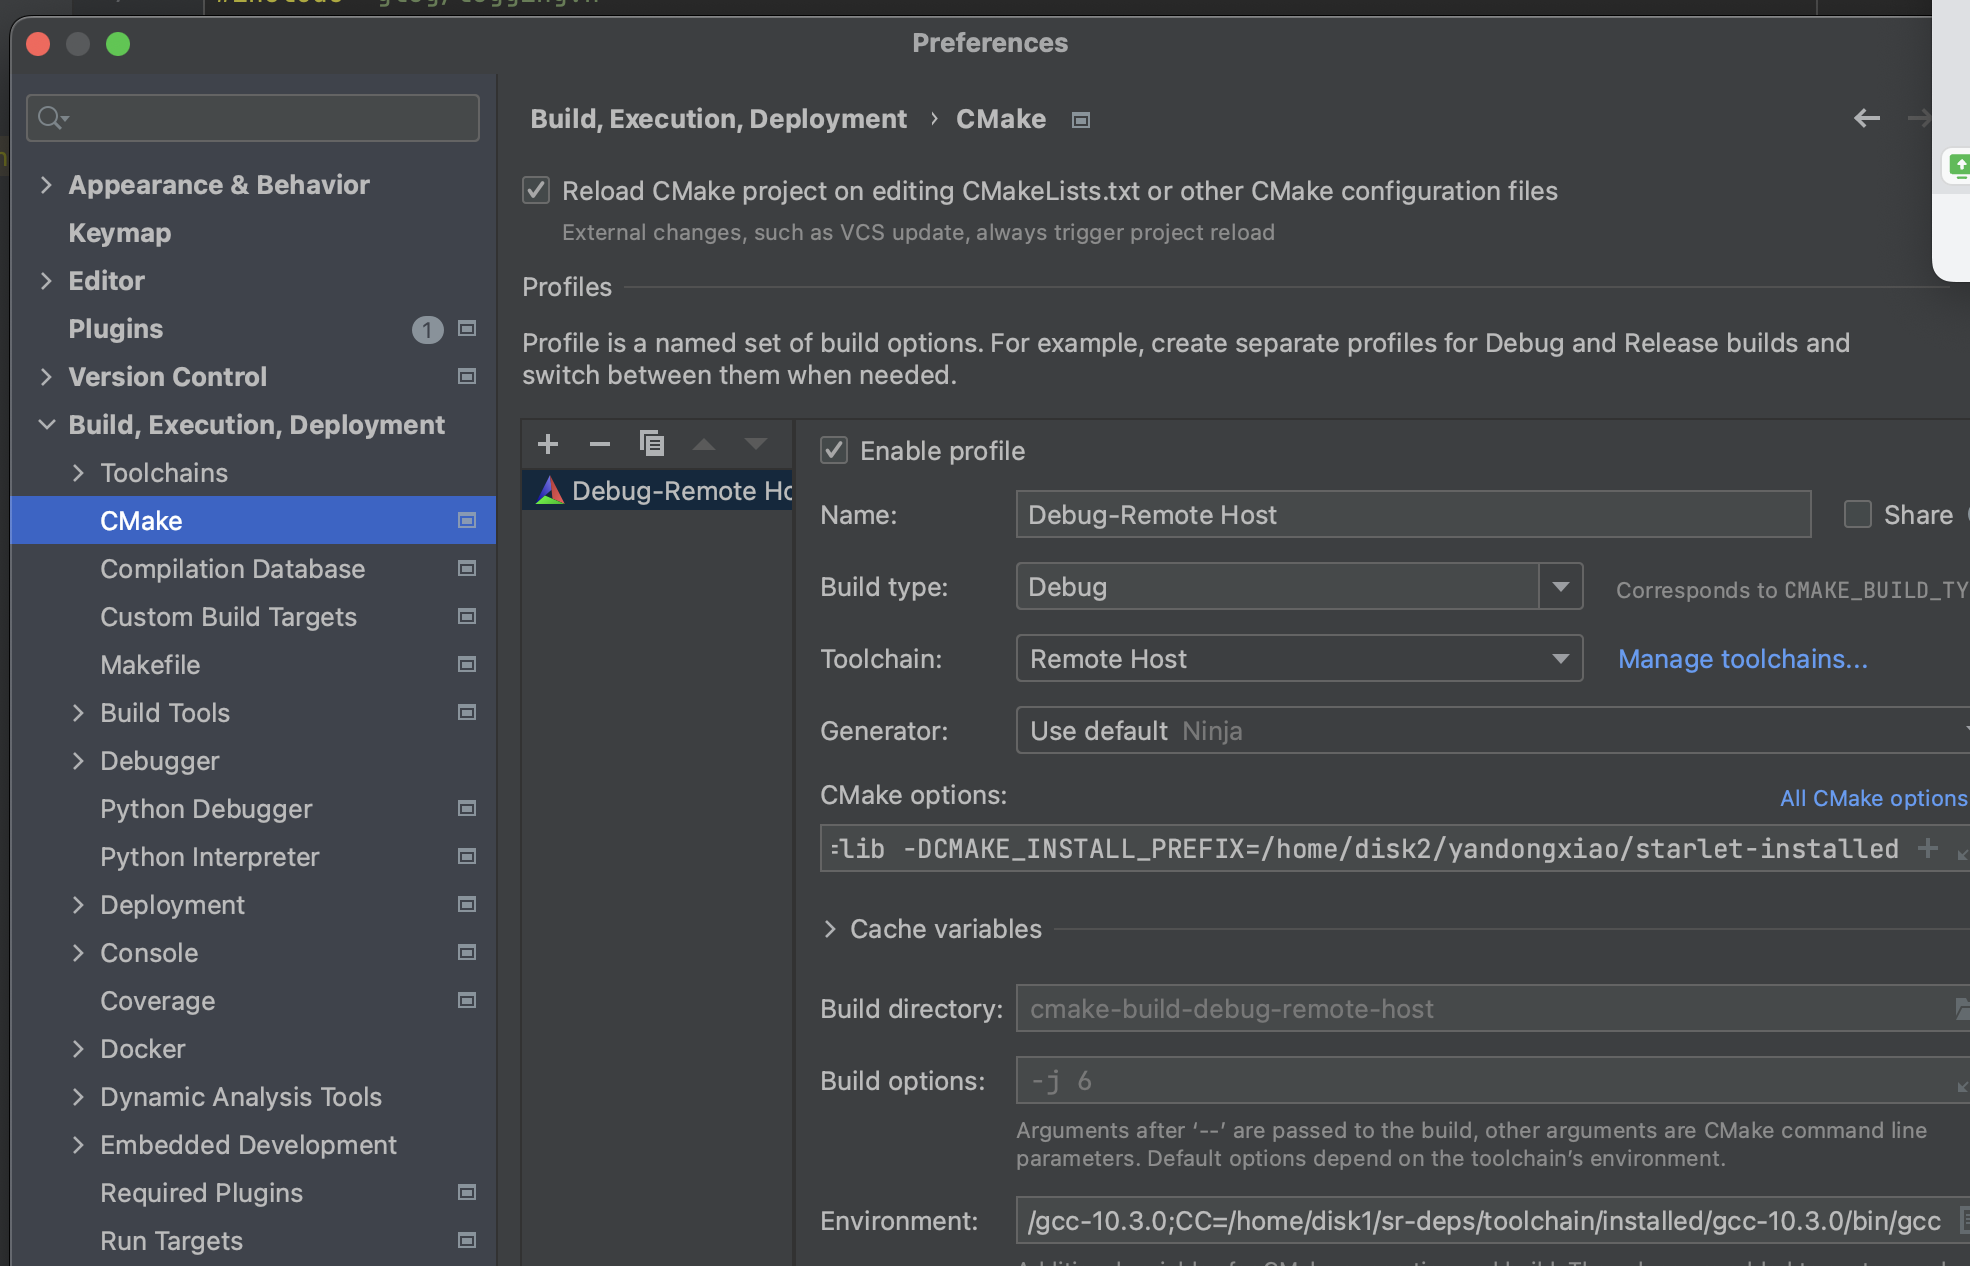 Preferences
Build, Execution, Deployment › CMake
Appearance & Behavior
Keymap
Editor
Plugins 1
Version Control
Build, Execution, Deployment
Toolchains
CMake
Compilation Database
Custom Build Targets
Makefile
Build Tools
Debugger
Python Debugger
Python Interpreter
Deployment
Console
Coverage
Docker
Dynamic Analysis Tools
Embedded Development
Required Plugins
Run Targets
Reload CMake project on editing CMakeLists.txt or other CMake configuration files
External changes, such as VCS update, always trigger project reload
Profiles
Profile is a named set of build options. For example, create separate profiles for Debug and Release builds and
switch between them when needed.
Debug-Remote Ho
Enable profile
Name: Debug-Remote Host Share
Build type: Debug Corresponds to CMAKE_BUILD_TY
Toolchain: Remote Host Manage toolchains...
Generator: Use default Ninja
CMake options: All CMake options
=lib -DCMAKE_INSTALL_PREFIX=/home/disk2/yandongxiao/starlet-installed
Cache variables
Build directory: cmake-build-debug-remote-host
Build options: -j 6
Arguments after ‘--’ are passed to the build, other arguments are CMake command line
parameters. Default options depend on the toolchain’s environment.
Environment: /gcc-10.3.0;CC=/home/disk1/sr-deps/toolchain/installed/gcc-10.3.0/bin/gcc